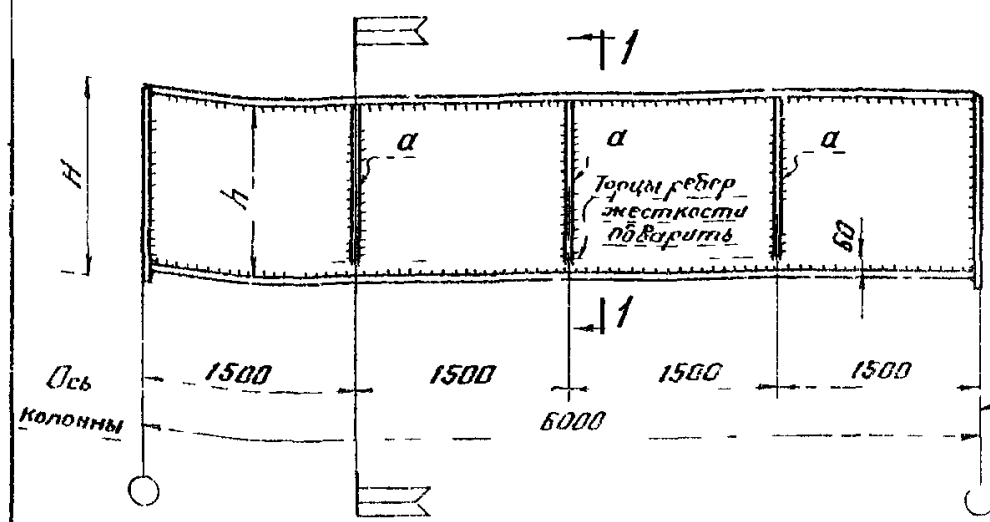 1
H
h
а
а
а
Торцы ребер
жесткости
обварить
60
1
1500
1500
1500
1500
Ось
колонны
6000